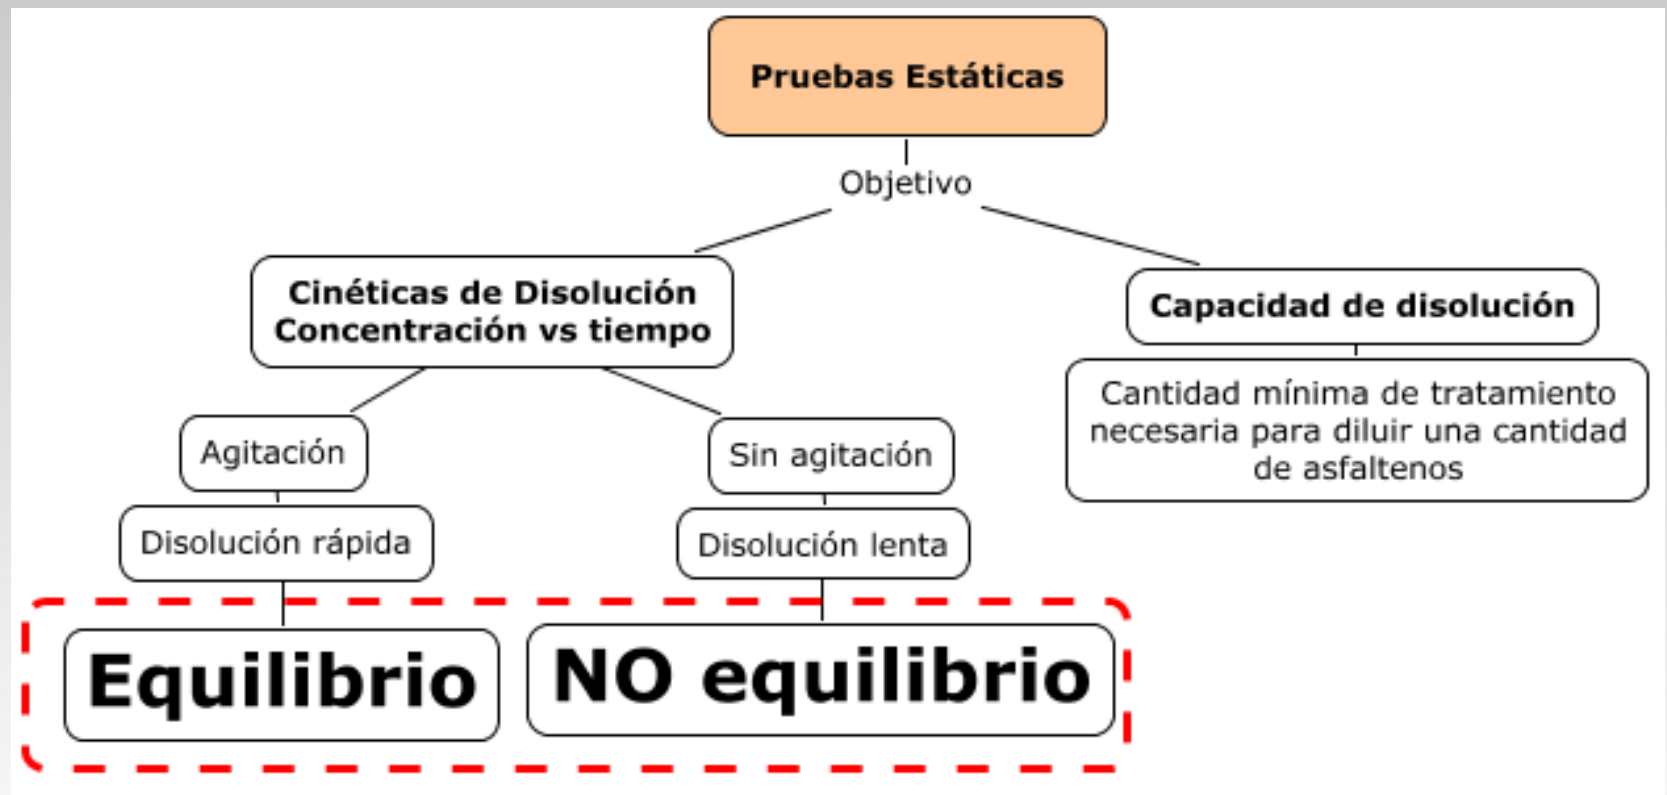 Pruebas Estáticas
Objetivo
Cinéticas de Disolución
Concentración vs tiempo
Capacidad de disolución
Cantidad mínima de tratamiento
necesaria para diluir una cantidad
de asfaltenos
Agitación
Sin agitación
Disolución rápida
Disolución lenta
Equilibrio
NO equilibrio